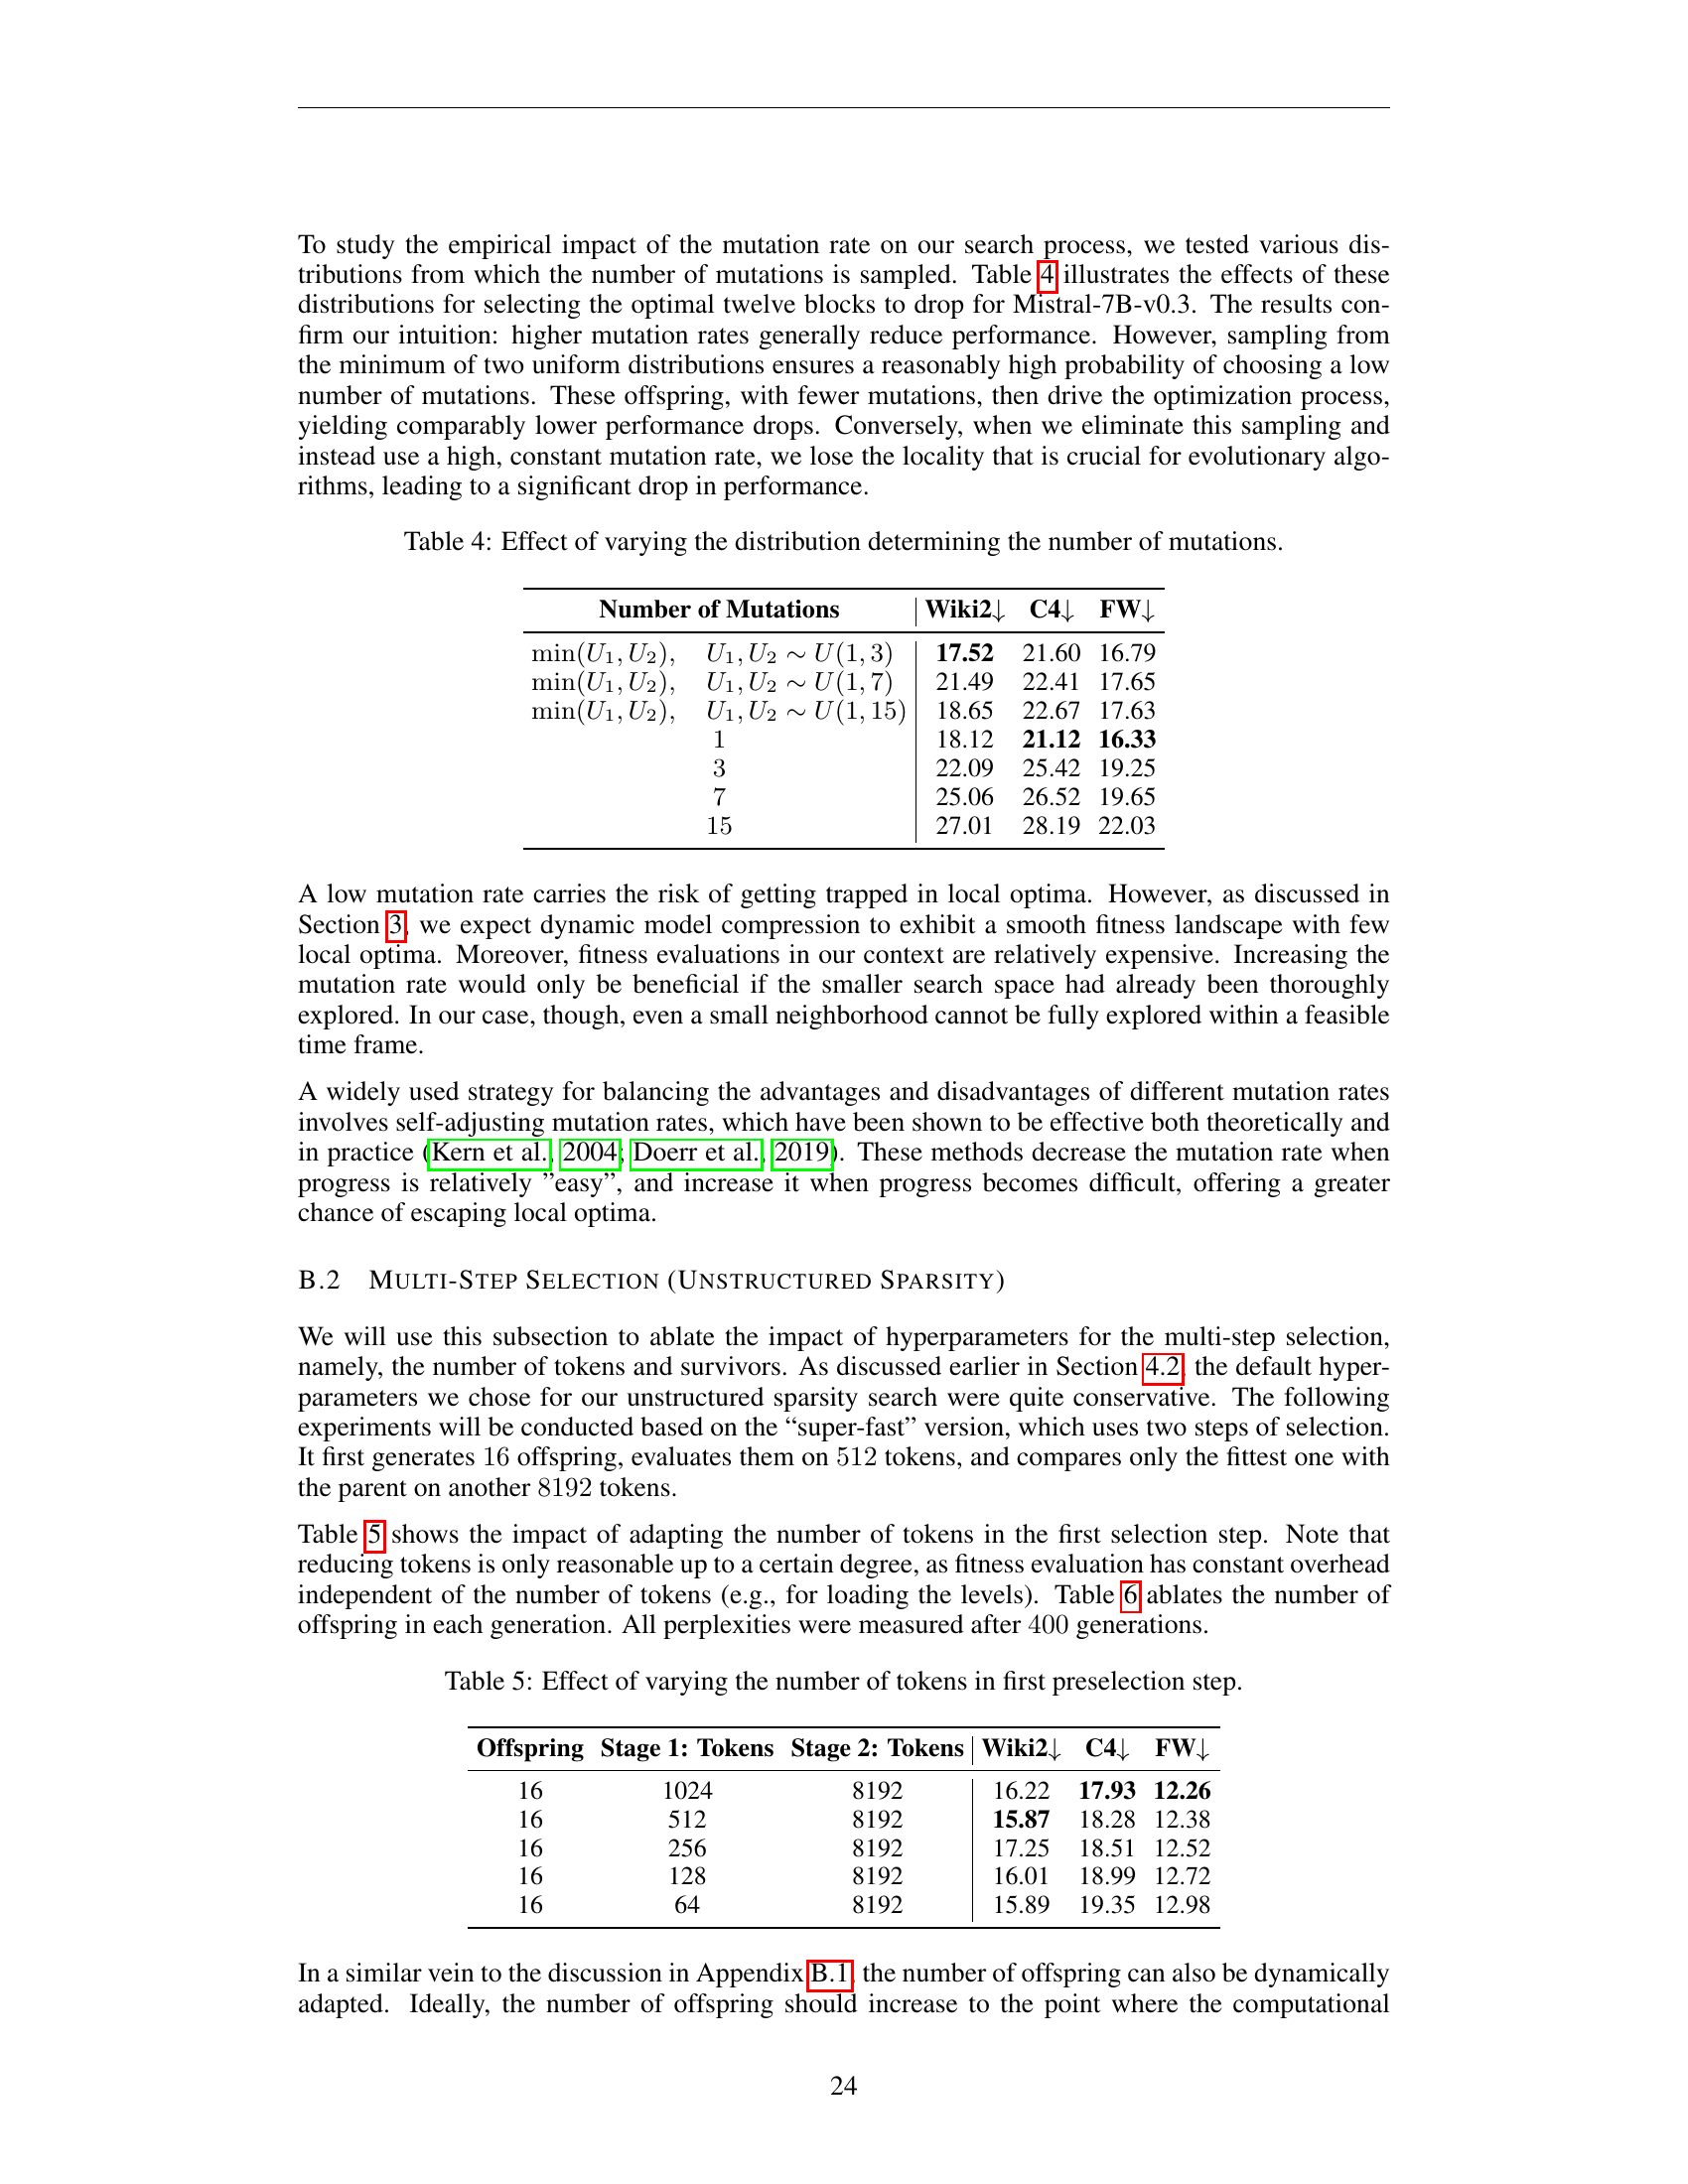 To study the empirical impact of the mutation rate on our search process, we tested various dis-
tributions from which the number of mutations is sampled. Table 4 illustrates the effects of these
distributions for selecting the optimal twelve blocks to drop for Mistral-7B-v0.3. The results con-
firm our intuition: higher mutation rates generally reduce performance. However, sampling from
the minimum of two uniform distributions ensures a reasonably high probability of choosing a low
number of mutations. These offspring, with fewer mutations, then drive the optimization process,
yielding comparably lower performance drops. Conversely, when we eliminate this sampling and
instead use a high, constant mutation rate, we lose the locality that is crucial for evolutionary algo-
rithms, leading to a significant drop in performance.
Table 4: Effect of varying the distribution determining the number of mutations.
Number of Mutations Wiki2↓ C4↓ FW↓
min(U₁, U₂), U₁, U₂ ∼ U(1, 3) 17.52 21.60 16.79
min(U₁, U₂), U₁, U₂ ∼ U(1, 7) 21.49 22.41 17.65
min(U₁, U₂), U₁, U₂ ∼ U(1, 15) 18.65 22.67 17.63
1 18.12 21.12 16.33
3 22.09 25.42 19.25
7 25.06 26.52 19.65
15 27.01 28.19 22.03
A low mutation rate carries the risk of getting trapped in local optima. However, as discussed in
Section 3, we expect dynamic model compression to exhibit a smooth fitness landscape with few
local optima. Moreover, fitness evaluations in our context are relatively expensive. Increasing the
mutation rate would only be beneficial if the smaller search space had already been thoroughly
explored. In our case, though, even a small neighborhood cannot be fully explored within a feasible
time frame.
A widely used strategy for balancing the advantages and disadvantages of different mutation rates
involves self-adjusting mutation rates, which have been shown to be effective both theoretically and
in practice (Kern et al., 2004; Doerr et al., 2019). These methods decrease the mutation rate when
progress is relatively ”easy”, and increase it when progress becomes difficult, offering a greater
chance of escaping local optima.
B.2 MULTI-STEP SELECTION (UNSTRUCTURED SPARSITY)
We will use this subsection to ablate the impact of hyperparameters for the multi-step selection,
namely, the number of tokens and survivors. As discussed earlier in Section 4.2, the default hyper-
parameters we chose for our unstructured sparsity search were quite conservative. The following
experiments will be conducted based on the “super-fast” version, which uses two steps of selection.
It first generates 16 offspring, evaluates them on 512 tokens, and compares only the fittest one with
the parent on another 8192 tokens.
Table 5 shows the impact of adapting the number of tokens in the first selection step. Note that
reducing tokens is only reasonable up to a certain degree, as fitness evaluation has constant overhead
independent of the number of tokens (e.g., for loading the levels). Table 6 ablates the number of
offspring in each generation. All perplexities were measured after 400 generations.
Table 5: Effect of varying the number of tokens in first preselection step.
Offspring Stage 1: Tokens Stage 2: Tokens Wiki2↓ C4↓ FW↓
16 1024 8192 16.22 17.93 12.26
16 512 8192 15.87 18.28 12.38
16 256 8192 17.25 18.51 12.52
16 128 8192 16.01 18.99 12.72
16 64 8192 15.89 19.35 12.98
In a similar vein to the discussion in Appendix B.1, the number of offspring can also be dynamically
adapted. Ideally, the number of offspring should increase to the point where the computational
24